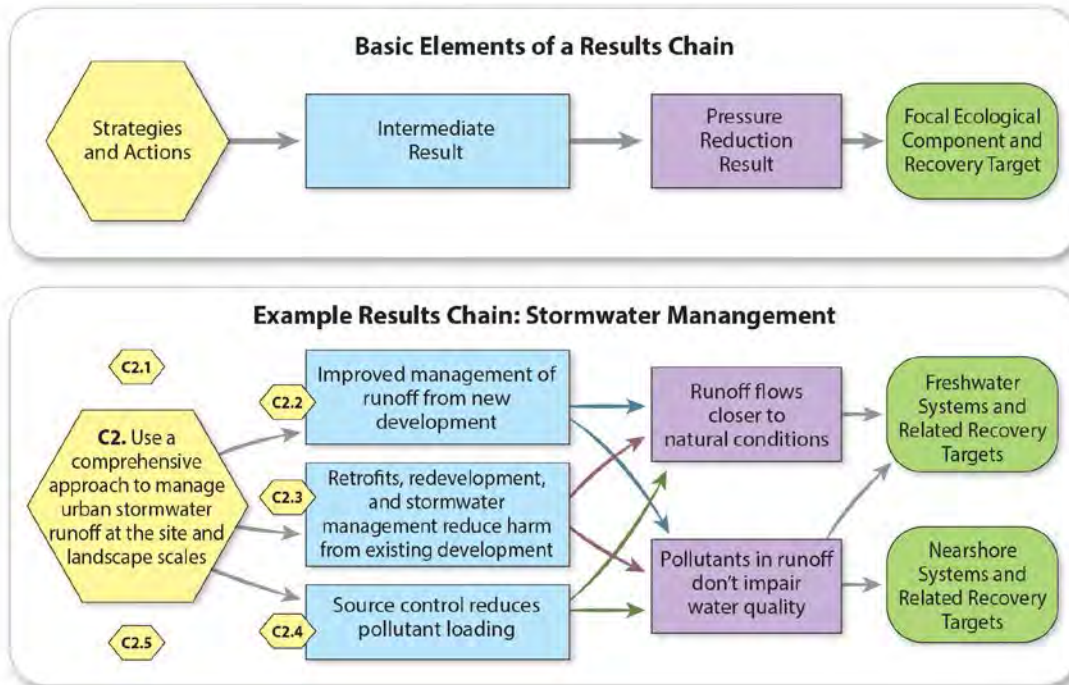 Basic Elements of a Results Chain
Strategies
and Actions
Intermediate
Result
Pressure
Reduction
Result
Focal Ecological
Component and
Recovery Target
Example Results Chain: Stormwater Manangement
C2.1
C2. Use a
comprehensive
approach to manage
urban stormwater
runoff at the site and
landscape scales
C2.5
C2.2
Improved management of
runoff from new
development
C2.3
Retrofits, redevelopment,
and stormwater
management reduce harm
from existing development
C2.4
Source control reduces
pollutant loading
Runoff flows
closer to
natural conditions
Pollutants in runoff
don't impair
water quality
Freshwater
Systems and
Related Recovery
Targets
Nearshore
Systems and
Related Recovery
Targets